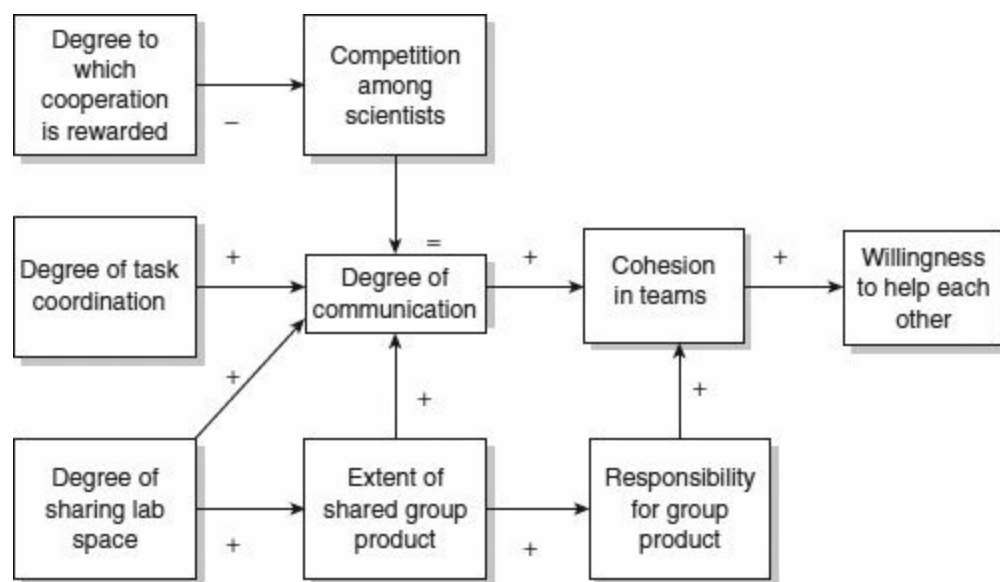 Degree to
which
cooperation
is rewarded
–
Competition
among
scientists
Degree of task
coordination
+
=
Degree of
communication
+
Cohesion
in teams
+
Willingness
to help each
other
+
+
+
Degree of
sharing lab
space
+
Extent of
shared group
product
+
Responsibility
for group
product